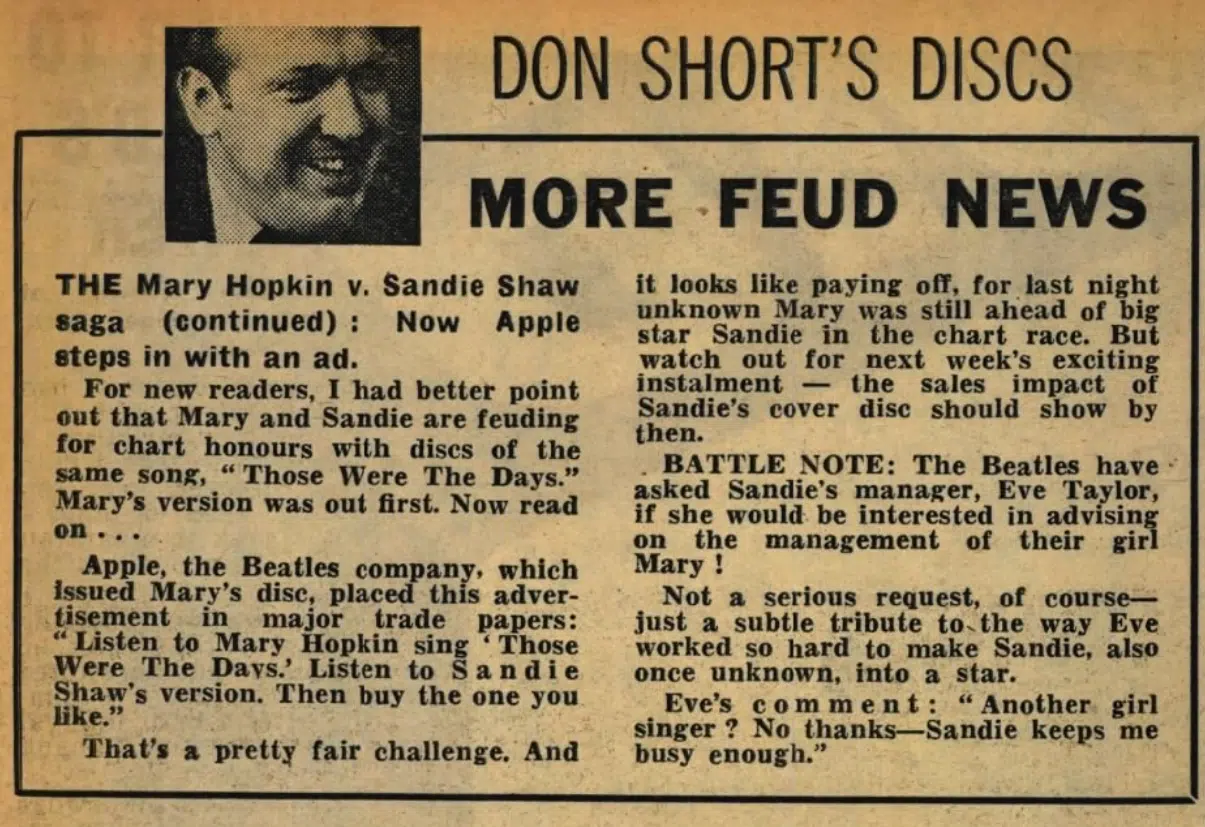 DON SHORT'S DISCS
MORE FEUD NEWS
THE Mary Hopkin v. Sandie Shaw
saga (continued) : Now Apple
steps in with an ad.
For new readers, I had better point
out that Mary and Sandie are feuding
for chart honours with discs of the
same song, “Those Were The Days.”
Mary's version was out first. Now read
on . . .
Apple, the Beatles company, which
issued Mary's disc, placed this adver-
tisement in major trade papers:
“Listen to Mary Hopkin sing ‘Those
Were The Days.’ Listen to Sandie
Shaw's version. Then buy the one you
like.”
That's a pretty fair challenge. And
it looks like paying off, for last night
unknown Mary was still ahead of big
star Sandie in the chart race. But
watch out for next week's exciting
instalment — the sales impact of
Sandie's cover disc should show by
then.
BATTLE NOTE: The Beatles have
asked Sandie's manager, Eve Taylor,
if she would be interested in advising
on the management of their girl
Mary !
Not a serious request, of course—
just a subtle tribute to the way Eve
worked so hard to make Sandie, also
once unknown, into a star.
Eve's comment : “Another girl
singer ? No thanks—Sandie keeps me
busy enough.”